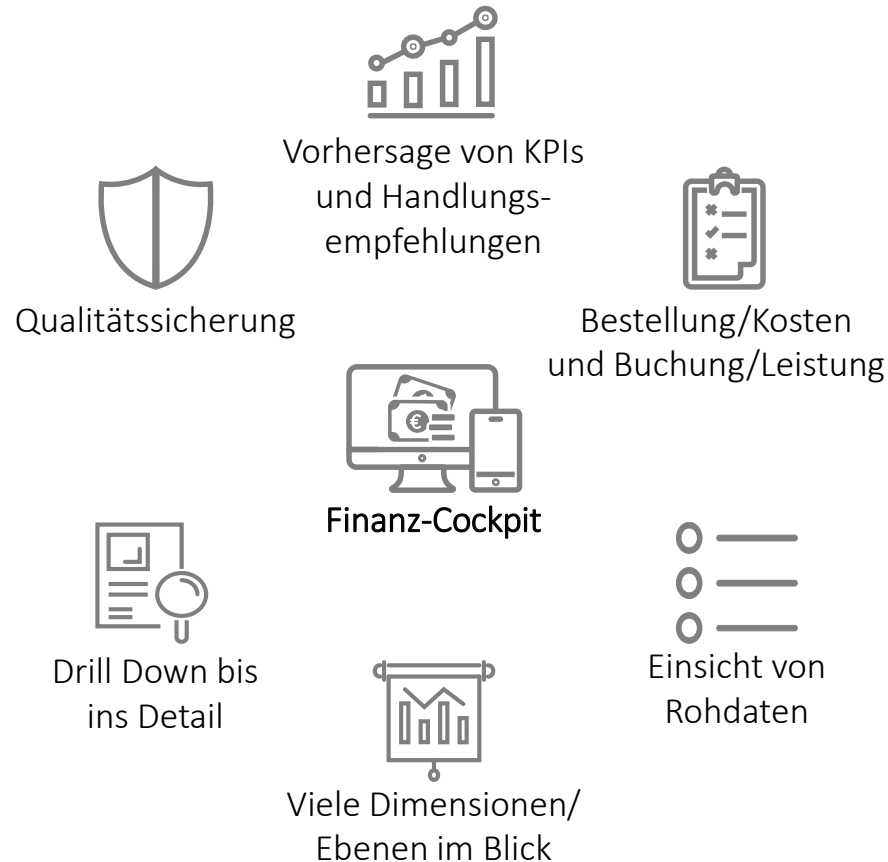 Vorhersage von KPIs
und Handlungs-
empfehlungen
Qualitätssicherung
Bestellung/Kosten
und Buchung/Leistung
€
Finanz-Cockpit
Drill Down bis
ins Detail
Einsicht von
Rohdaten
Viele Dimensionen/
Ebenen im Blick